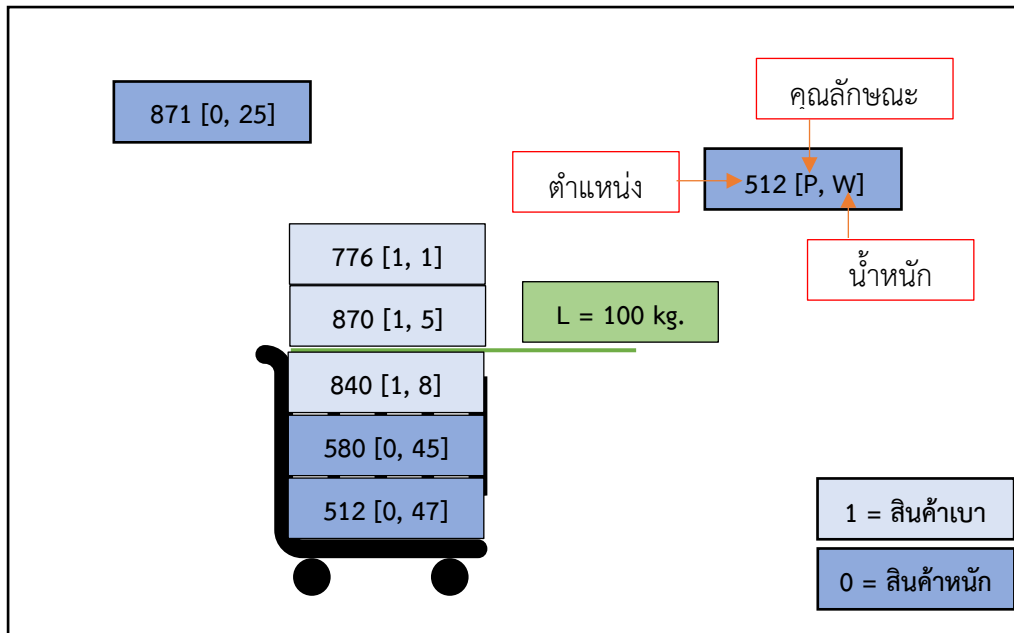 871 [0, 25]
คุณลักษณะ
ตำแหน่ง
512 [P, W]
น้ำหนัก
776 [1, 1]
870 [1, 5]
L = 100 kg.
840 [1, 8]
580 [0, 45]
512 [0, 47]
1 = สินค้าเบา
0 = สินค้าหนัก